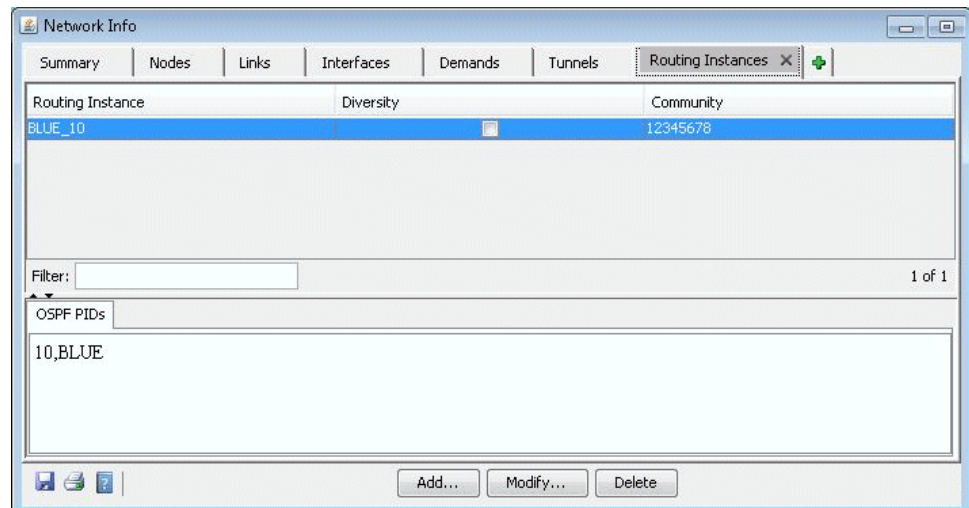 Network Info
Summary Nodes Links Interfaces Demands Tunnels Routing Instances
Routing Instance Diversity Community
BLUE_10 12345678
Filter: 1 of 1
OSPF PIDs
10,BLUE
Add... Modify... Delete